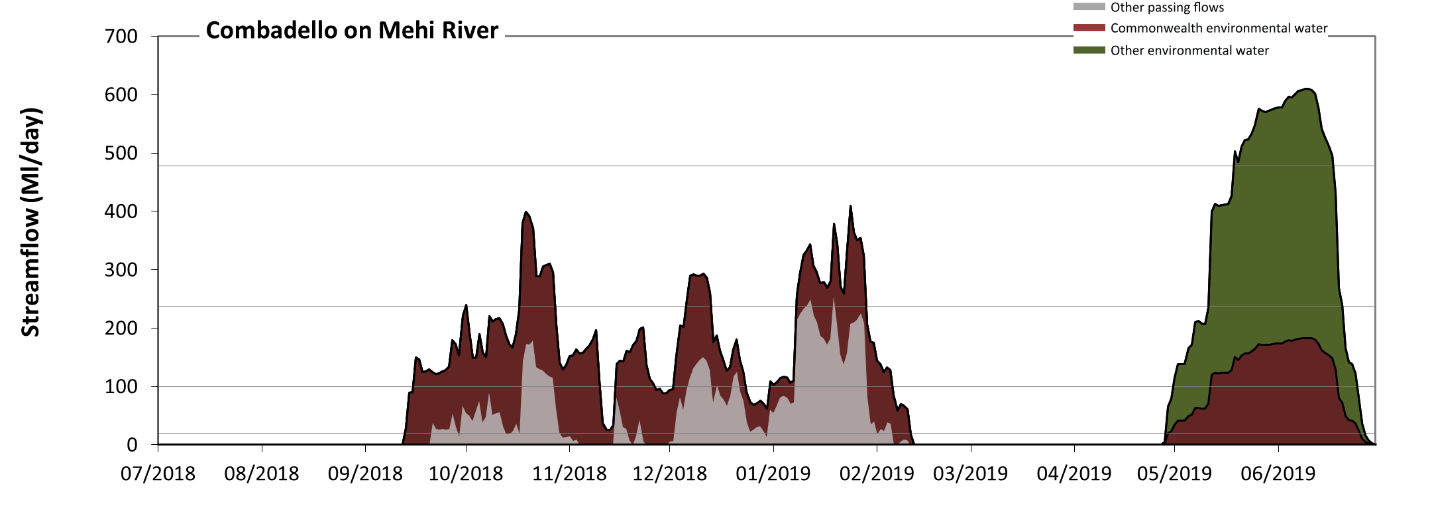 Other passing flows
Commonwealth environmental water
Other environmental water
Combadello on Mehi River
Streamflow (Ml/day)
700
600
500
400
300
200
100
0
07/2018 08/2018 09/2018 10/2018 11/2018 12/2018 01/2019 02/2019 03/2019 04/2019 05/2019 06/2019